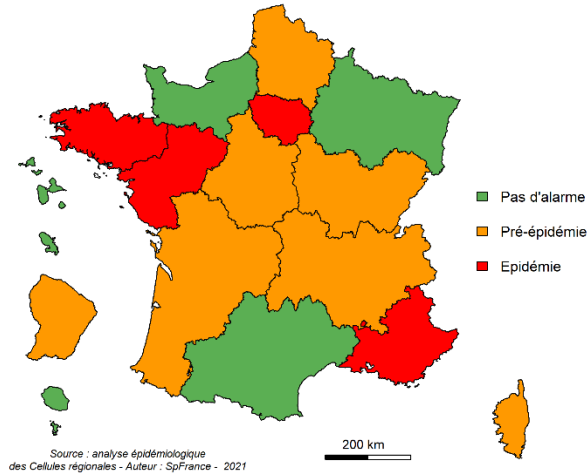 Pas d'alarme
Pré-épidémie
Epidémie
Source : analyse épidémiologique
des Cellules régionales - Auteur : SpFrance - 2021
200 km